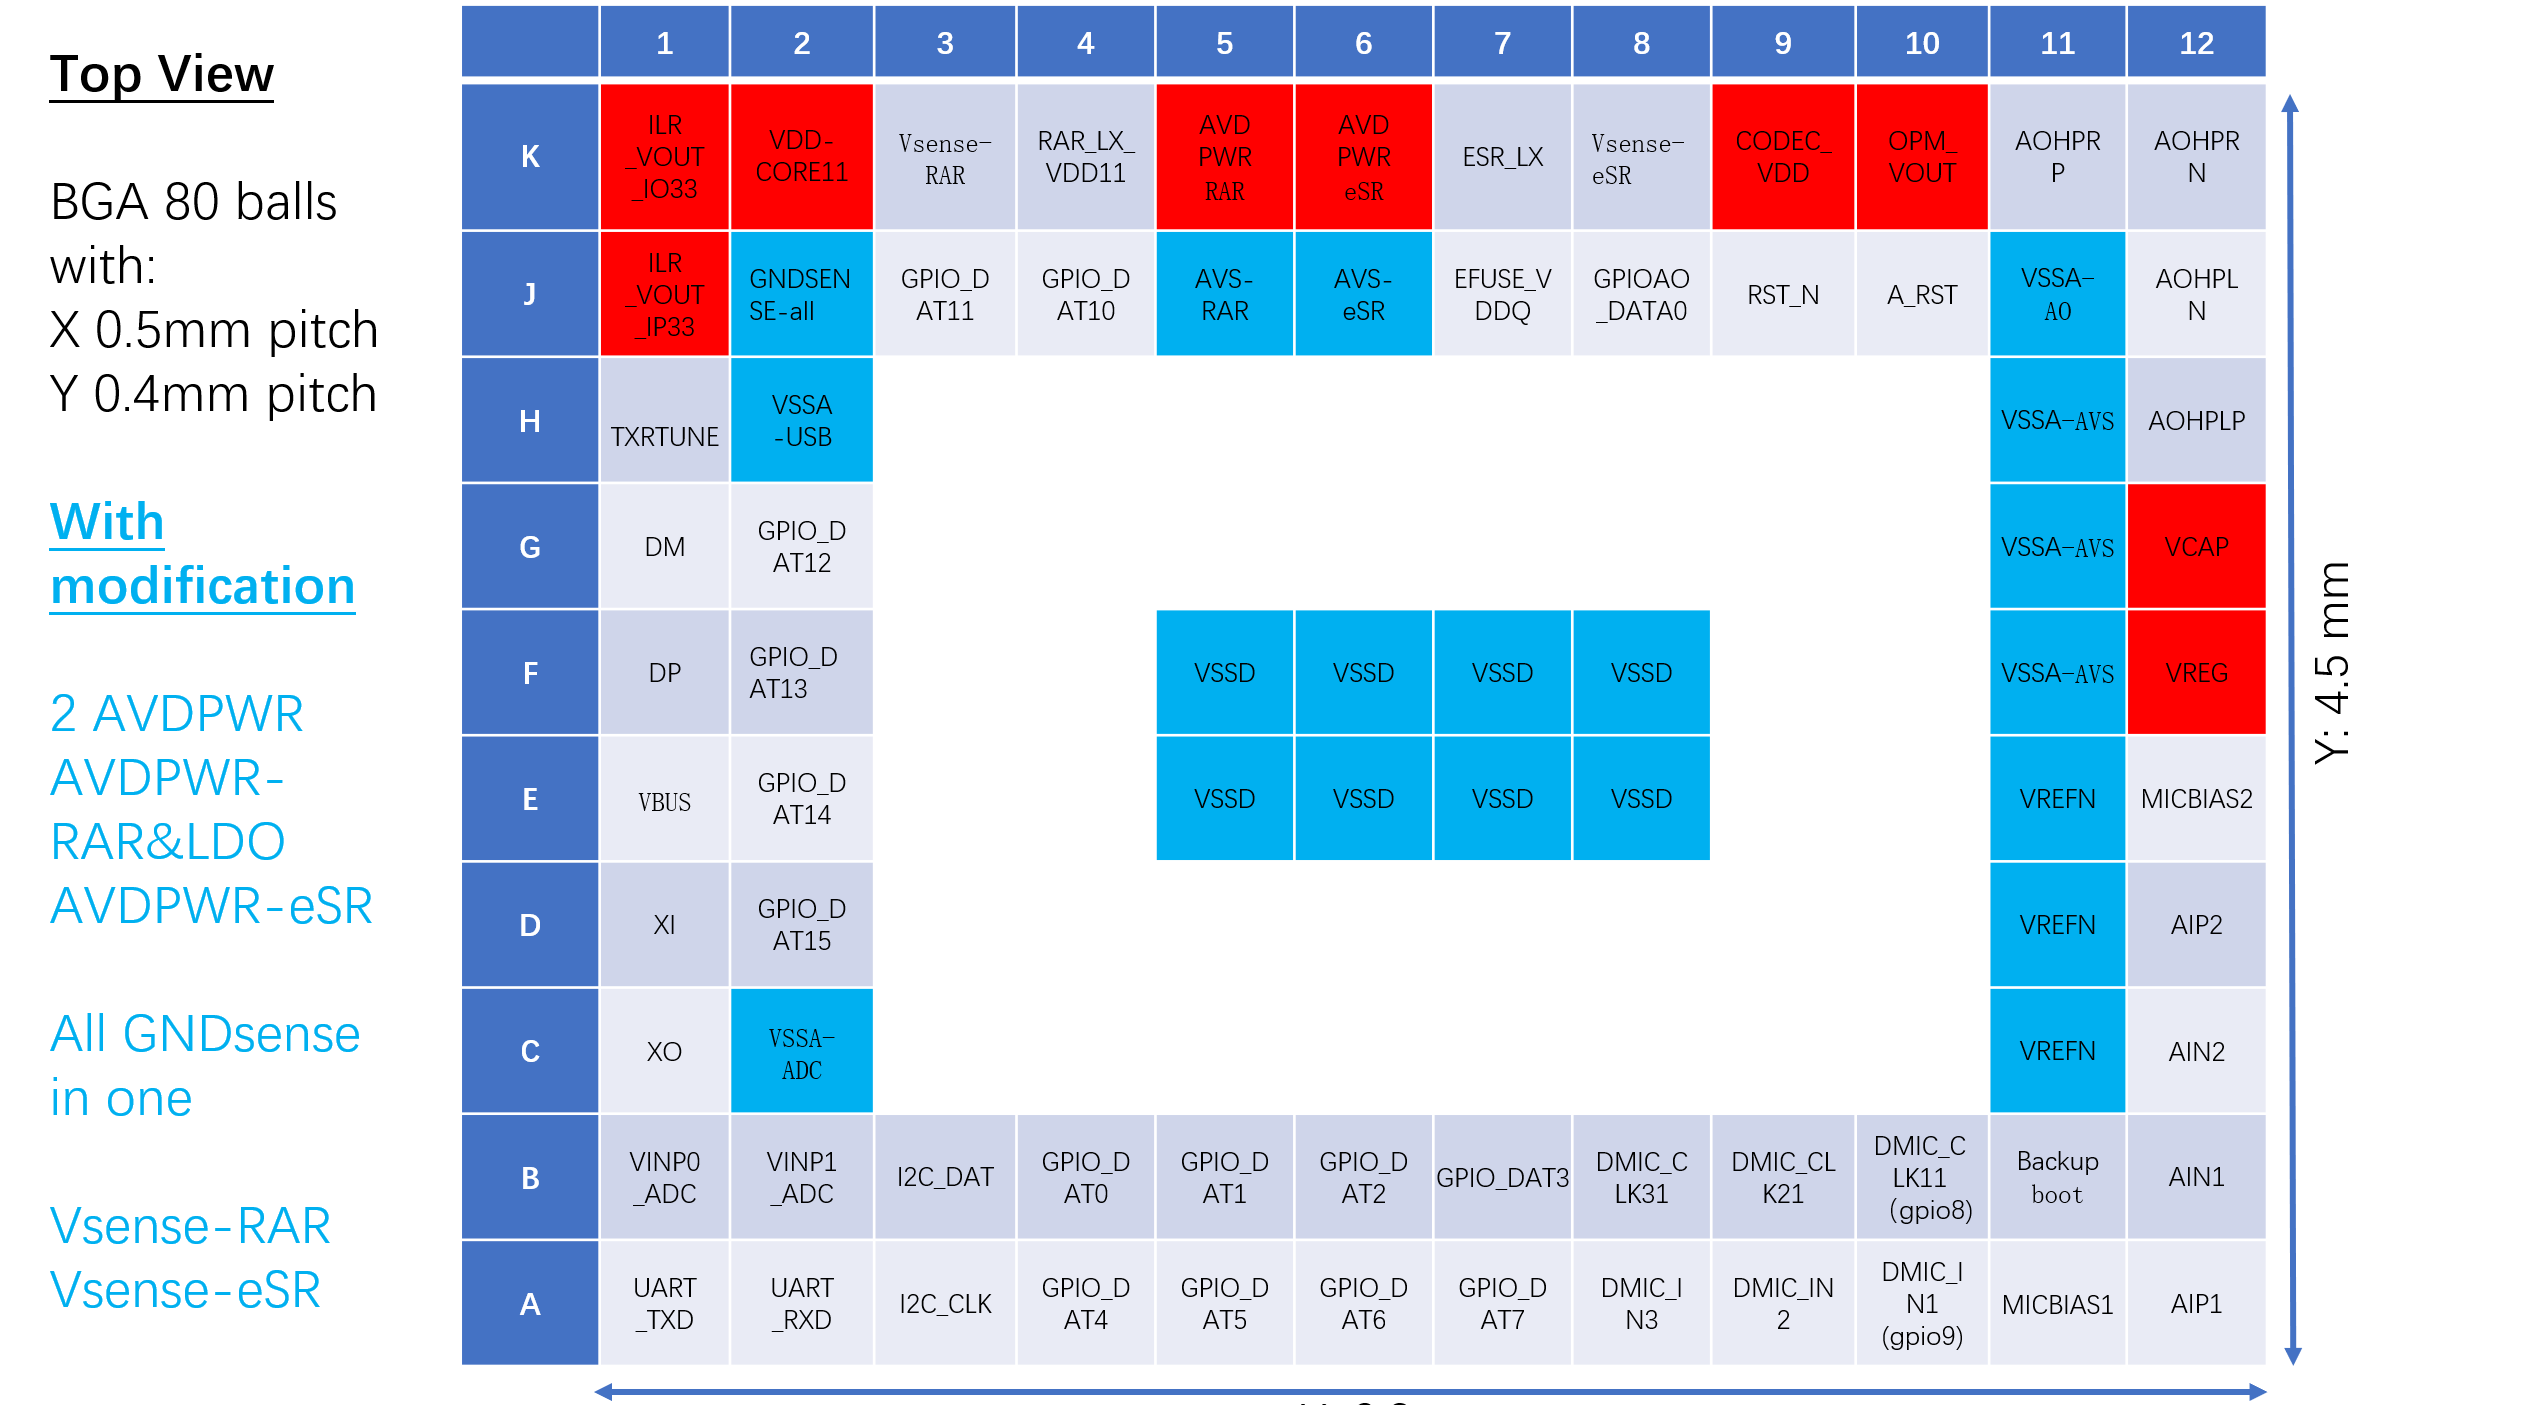 Top View
BGA 80 balls
with:
X 0.5mm pitch
Y 0.4mm pitch
With
modification
2 AVDPWR
AVDPWR-
RAR&LDO
AVDPWR-eSR
All GNDsense
in one
Vsense-RAR
Vsense-eSR
1 2 3 4 5 6 7 8 9 10 11 12
K
ILR
_VOUT
_IO33
VDD-
CORE11
Vsense-
RAR
RAR_LX_
VDD11
AVD
PWR
RAR
AVD
PWR
eSR
ESR_LX
Vsense-
eSR
CODEC_
VDD
OPM_
VOUT
AOHPR
P
AOHPR
N
J
ILR
_VOUT
_IP33
GNDSEN
SE-all
GPIO_D
AT11
GPIO_D
AT10
AVS-
RAR
AVS-
eSR
EFUSE_V
DDQ
GPIOAO
_DATA0
RST_N
A_RST
VSSA-
AO
AOHPL
N
H
TXRTUNE
VSSA
-USB
VSSA-AVS
AOHPLP
G
DM
GPIO_D
AT12
VSSA-AVS
VCAP
F
DP
GPIO_D
AT13
VSSD
VSSD
VSSD
VSSD
VSSA-AVS
VREG
E
VBUS
GPIO_D
AT14
VSSD
VSSD
VSSD
VSSD
VREFN
MICBIAS2
D
XI
GPIO_D
AT15
VREFN
AIP2
C
XO
VSSA-
ADC
VREFN
AIN2
B
VINP0
_ADC
VINP1
_ADC
I2C_DAT
GPIO_D
AT0
GPIO_D
AT1
GPIO_D
AT2
GPIO_DAT3
DMIC_C
LK31
DMIC_CL
K21
DMIC_C
LK11
(gpio8)
Backup
boot
AIN1
A
UART
_TXD
UART
_RXD
I2C_CLK
GPIO_D
AT4
GPIO_D
AT5
GPIO_D
AT6
GPIO_D
AT7
DMIC_I
N3
DMIC_IN
2
DMIC_I
N1
(gpio9)
MICBIAS1
AIP1
Y: 4.5 mm